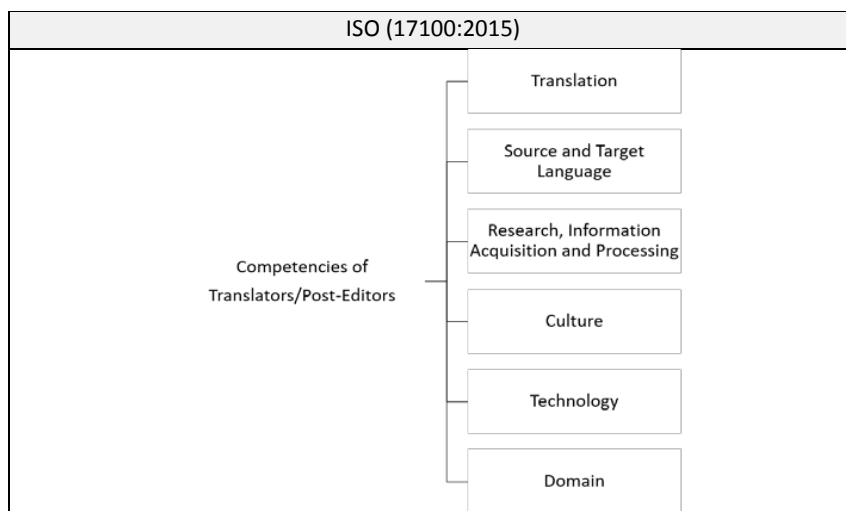 ISO (17100:2015)
Translation
Source and Target
Language
Research, Information
Acquisition and Processing
Competencies of
Translators/Post-Editors
Culture
Technology
Domain